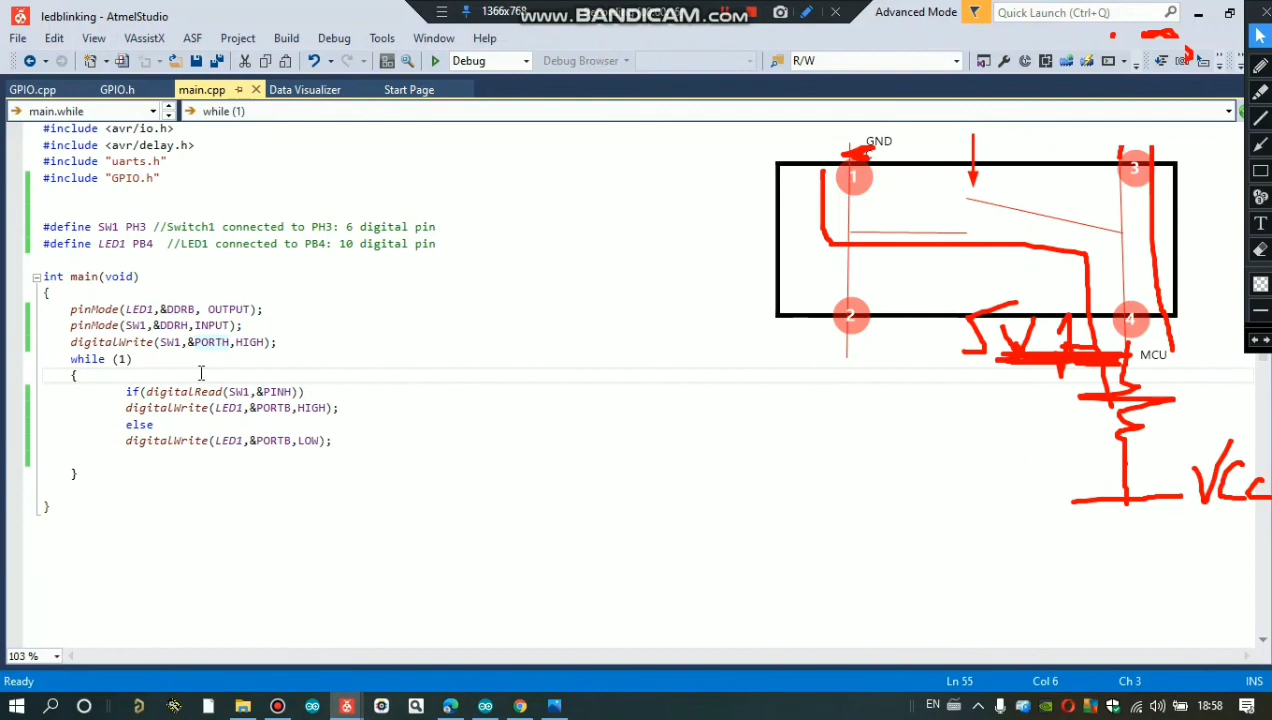 ledblinking - AtmelStudio
1366x768
www.BANDICAM.com
Advanced Mode
Quick Launch (Ctrl+Q)
File Edit View VAssistX ASF Project Build Debug Tools Window Help
Debug
Debug Browser
R/W
GPIO.cpp GPIO.h main.cpp Data Visualizer Start Page
main.while
while (1)
#include <avr/io.h>
#include <avr/delay.h>
#include "uarts.h"
#include "GPIO.h"
#define SW1 PH3 //Switch1 connected to PH3: 6 digital pin
#define LED1 PB4 //LED1 connected to PB4: 10 digital pin
int main(void)
{
pinMode(LED1,&DDRB, OUTPUT);
pinMode(SW1,&DDRH,INPUT);
digitalWrite(SW1,&PORTH,HIGH);
while (1)
{
if(digitalRead(SW1,&PINH))
digitalWrite(LED1,&PORTB,HIGH);
else
digitalWrite(LED1,&PORTB,LOW);
}
}
GND
1
3
2
4
5V 1
MCU
VCC
103 %
Ready
Ln 55
Col 6
Ch 3
INS
EN
18:58